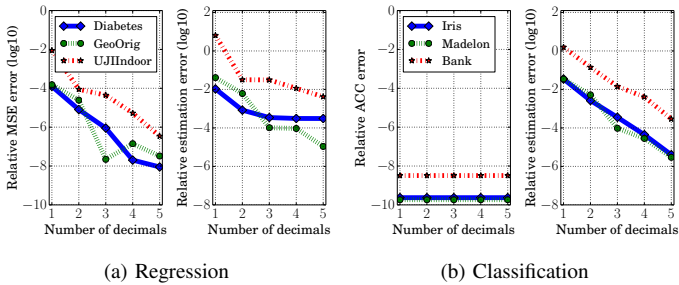 Relative MSE error (log10)
0
−2
−4
−6
−8
−10
Diabetes
GeoOrig
UJIIndoor
1 2 3 4 5
Number of decimals
Relative estimation error (log10)
2
0
−2
−4
−6
−8
1 2 3 4 5
Number of decimals
(a) Regression
Relative ACC error
0
−2
−4
−6
−8
−10
Iris
Madelon
Bank
1 2 3 4 5
Number of decimals
Relative estimation error (log10)
2
0
−2
−4
−6
−8
1 2 3 4 5
Number of decimals
(b) Classification